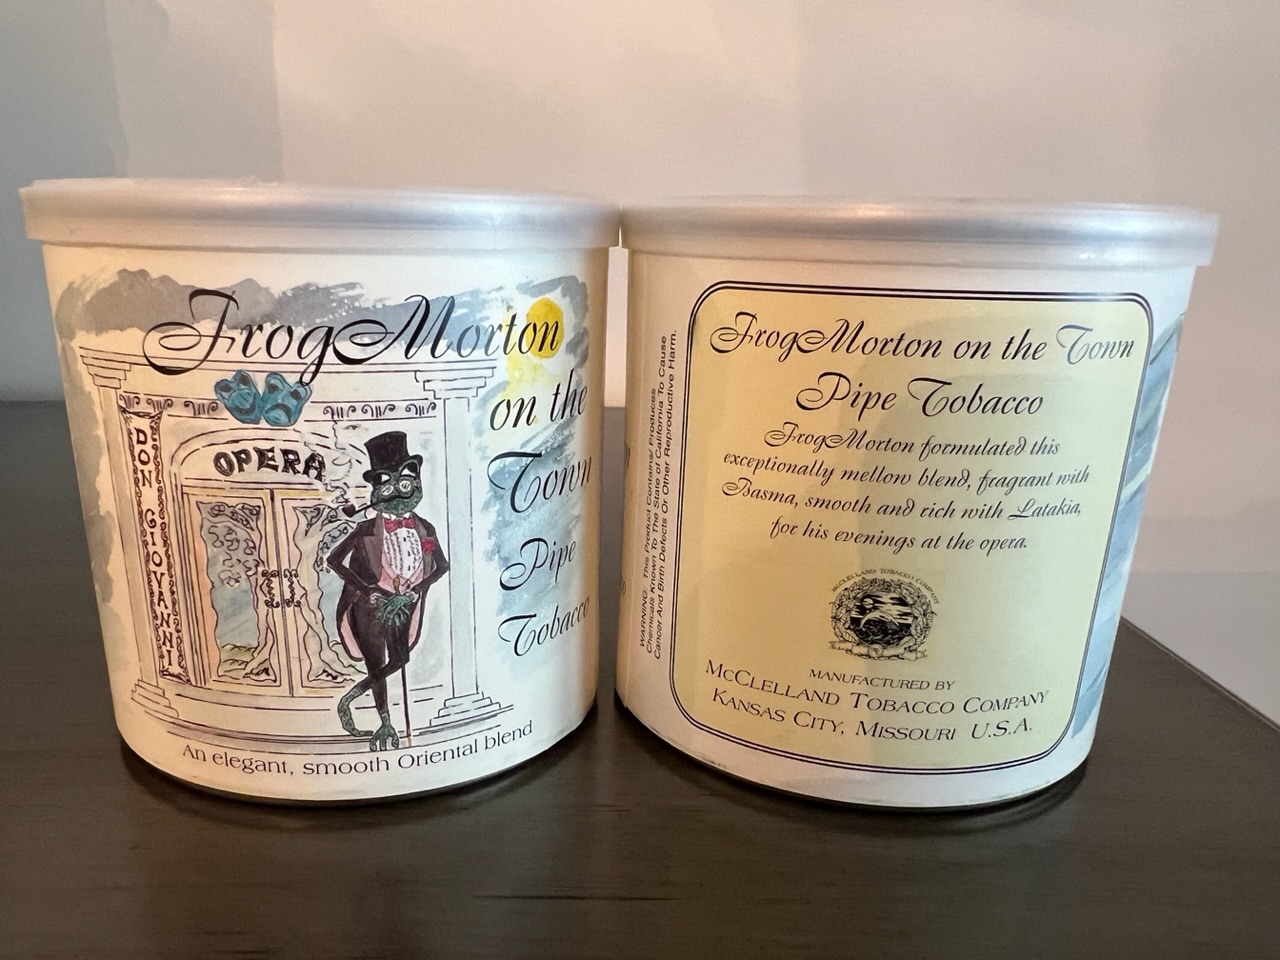 FrogMorton
on the
Town
Pipe
Tobacco
OPERA
DON GIOVANNI
An elegant, smooth Oriental blend
WARNING: This Product Contains/Produces
Chemicals Known To The State of California To Cause
Cancer And Birth Defects Or Other Reproductive Harm.
FrogMorton on the Town
Pipe Tobacco
FrogMorton formulated this
exceptionally mellow blend, fragrant with
Basma, smooth and rich with Latakia,
for his evenings at the opera.
McCLELLAND TOBACCO COMPANY
MANUFACTURED BY
McCLELLAND TOBACCO COMPANY
KANSAS CITY, MISSOURI U.S.A.